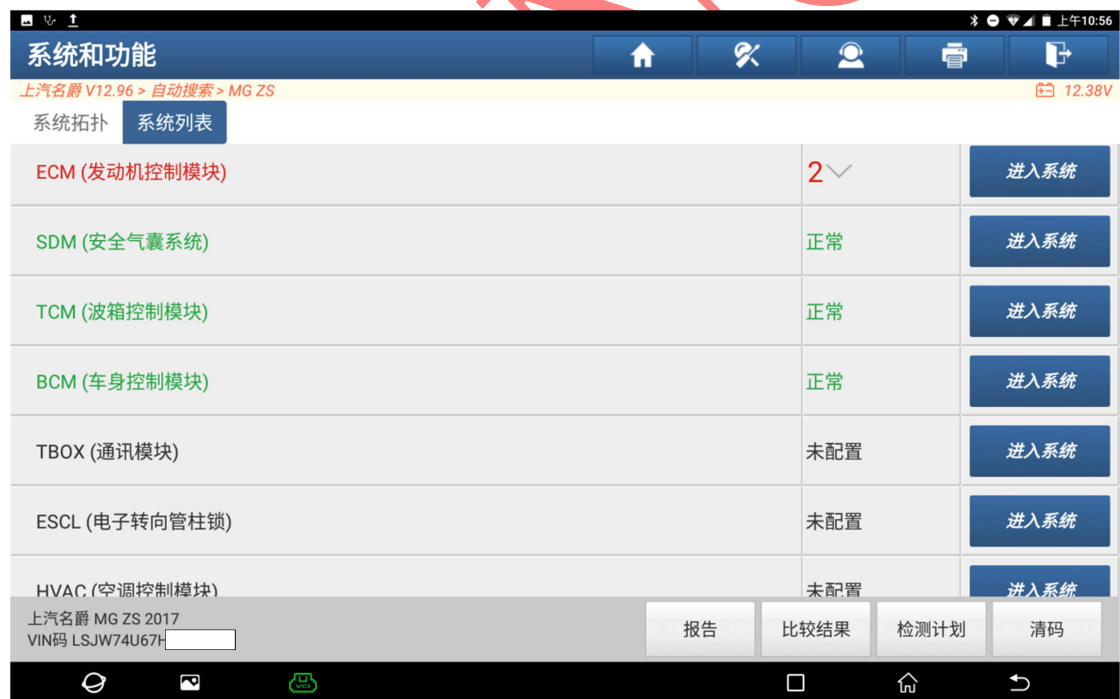 上午10:56
系统和功能
上汽名爵 V12.96 > 自动搜索 > MG ZS 12.38V
系统拓扑 系统列表
ECM (发动机控制模块) 2 进入系统
SDM (安全气囊系统) 正常 进入系统
TCM (波箱控制模块) 正常 进入系统
BCM (车身控制模块) 正常 进入系统
TBOX (通讯模块) 未配置 进入系统
ESCL (电子转向管柱锁) 未配置 进入系统
HVAC (空调控制模块) 未配置 进入系统
上汽名爵 MG ZS 2017
VIN码 LSJW74U67H
报告 比较结果 检测计划 清码
VCI